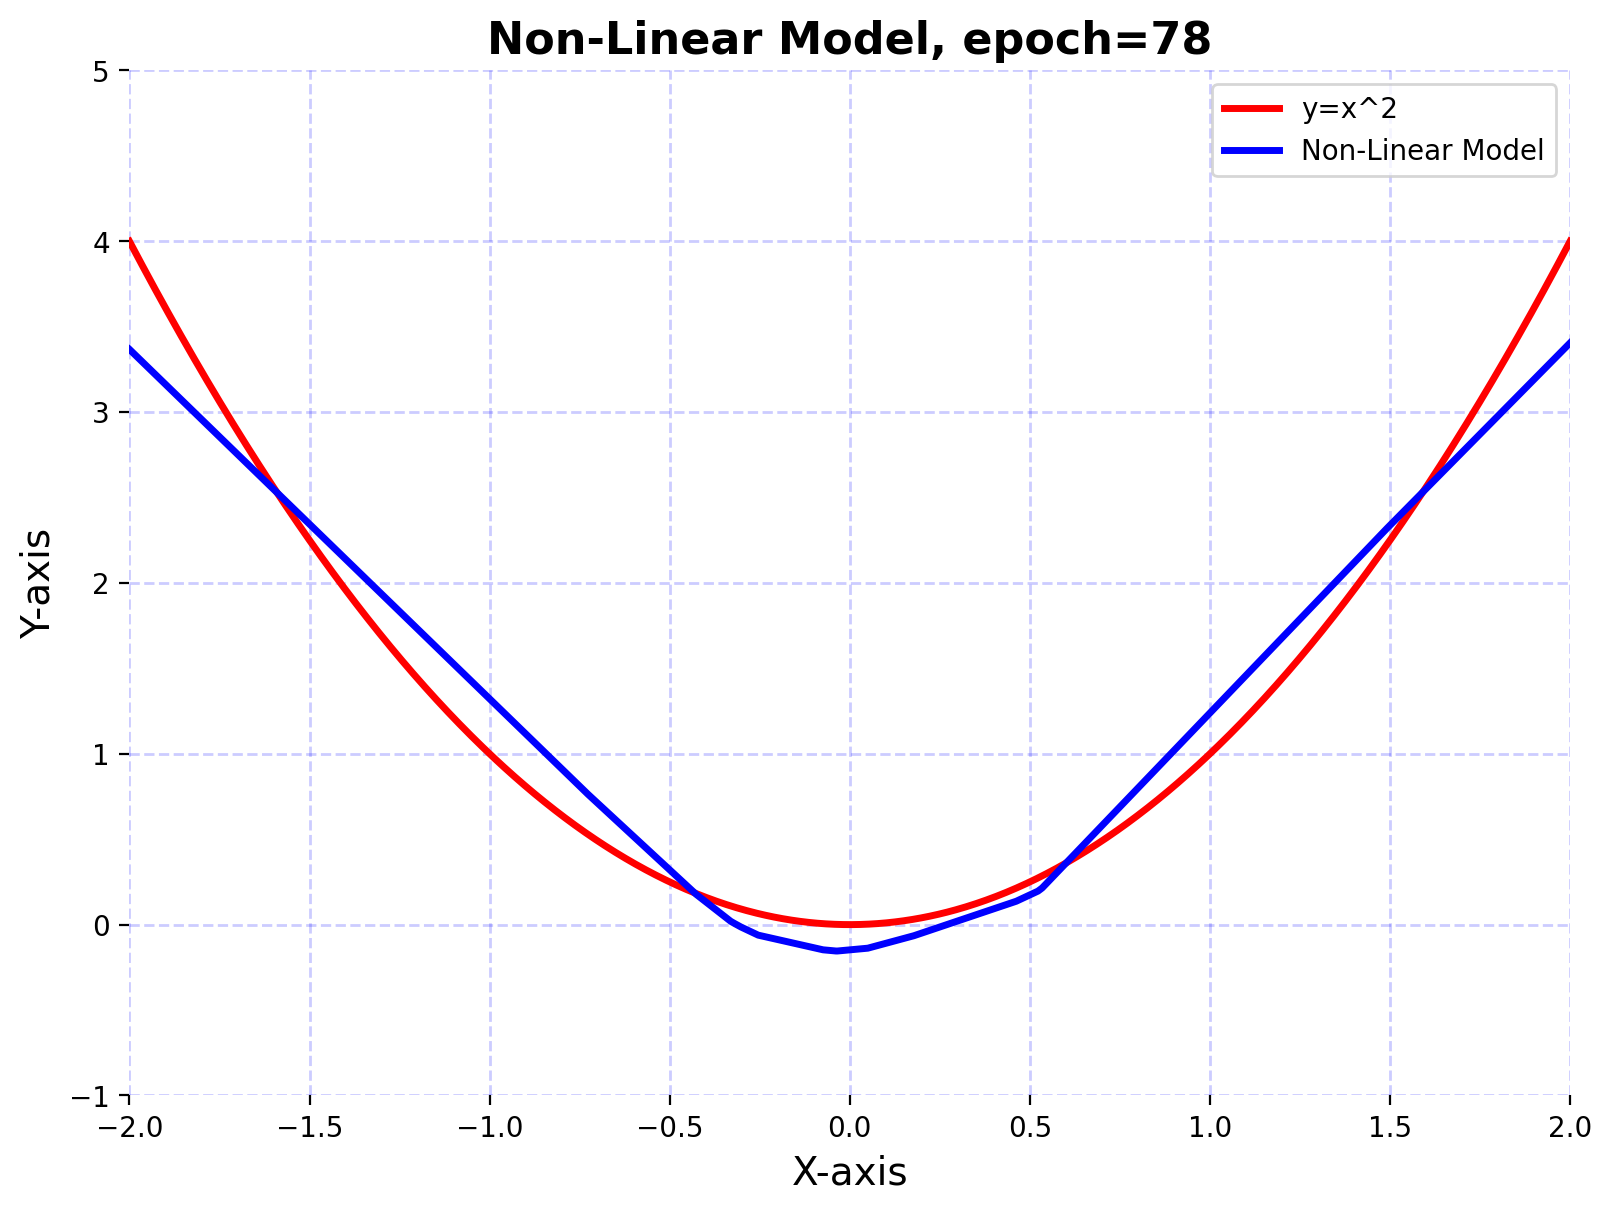 Non-Linear Model, epoch=78
5
y=x^2
Non-Linear Model
4
3
Y-axis
2
1
0
−1
−2.0 −1.5 −1.0 −0.5 0.0 0.5 1.0 1.5 2.0
X-axis